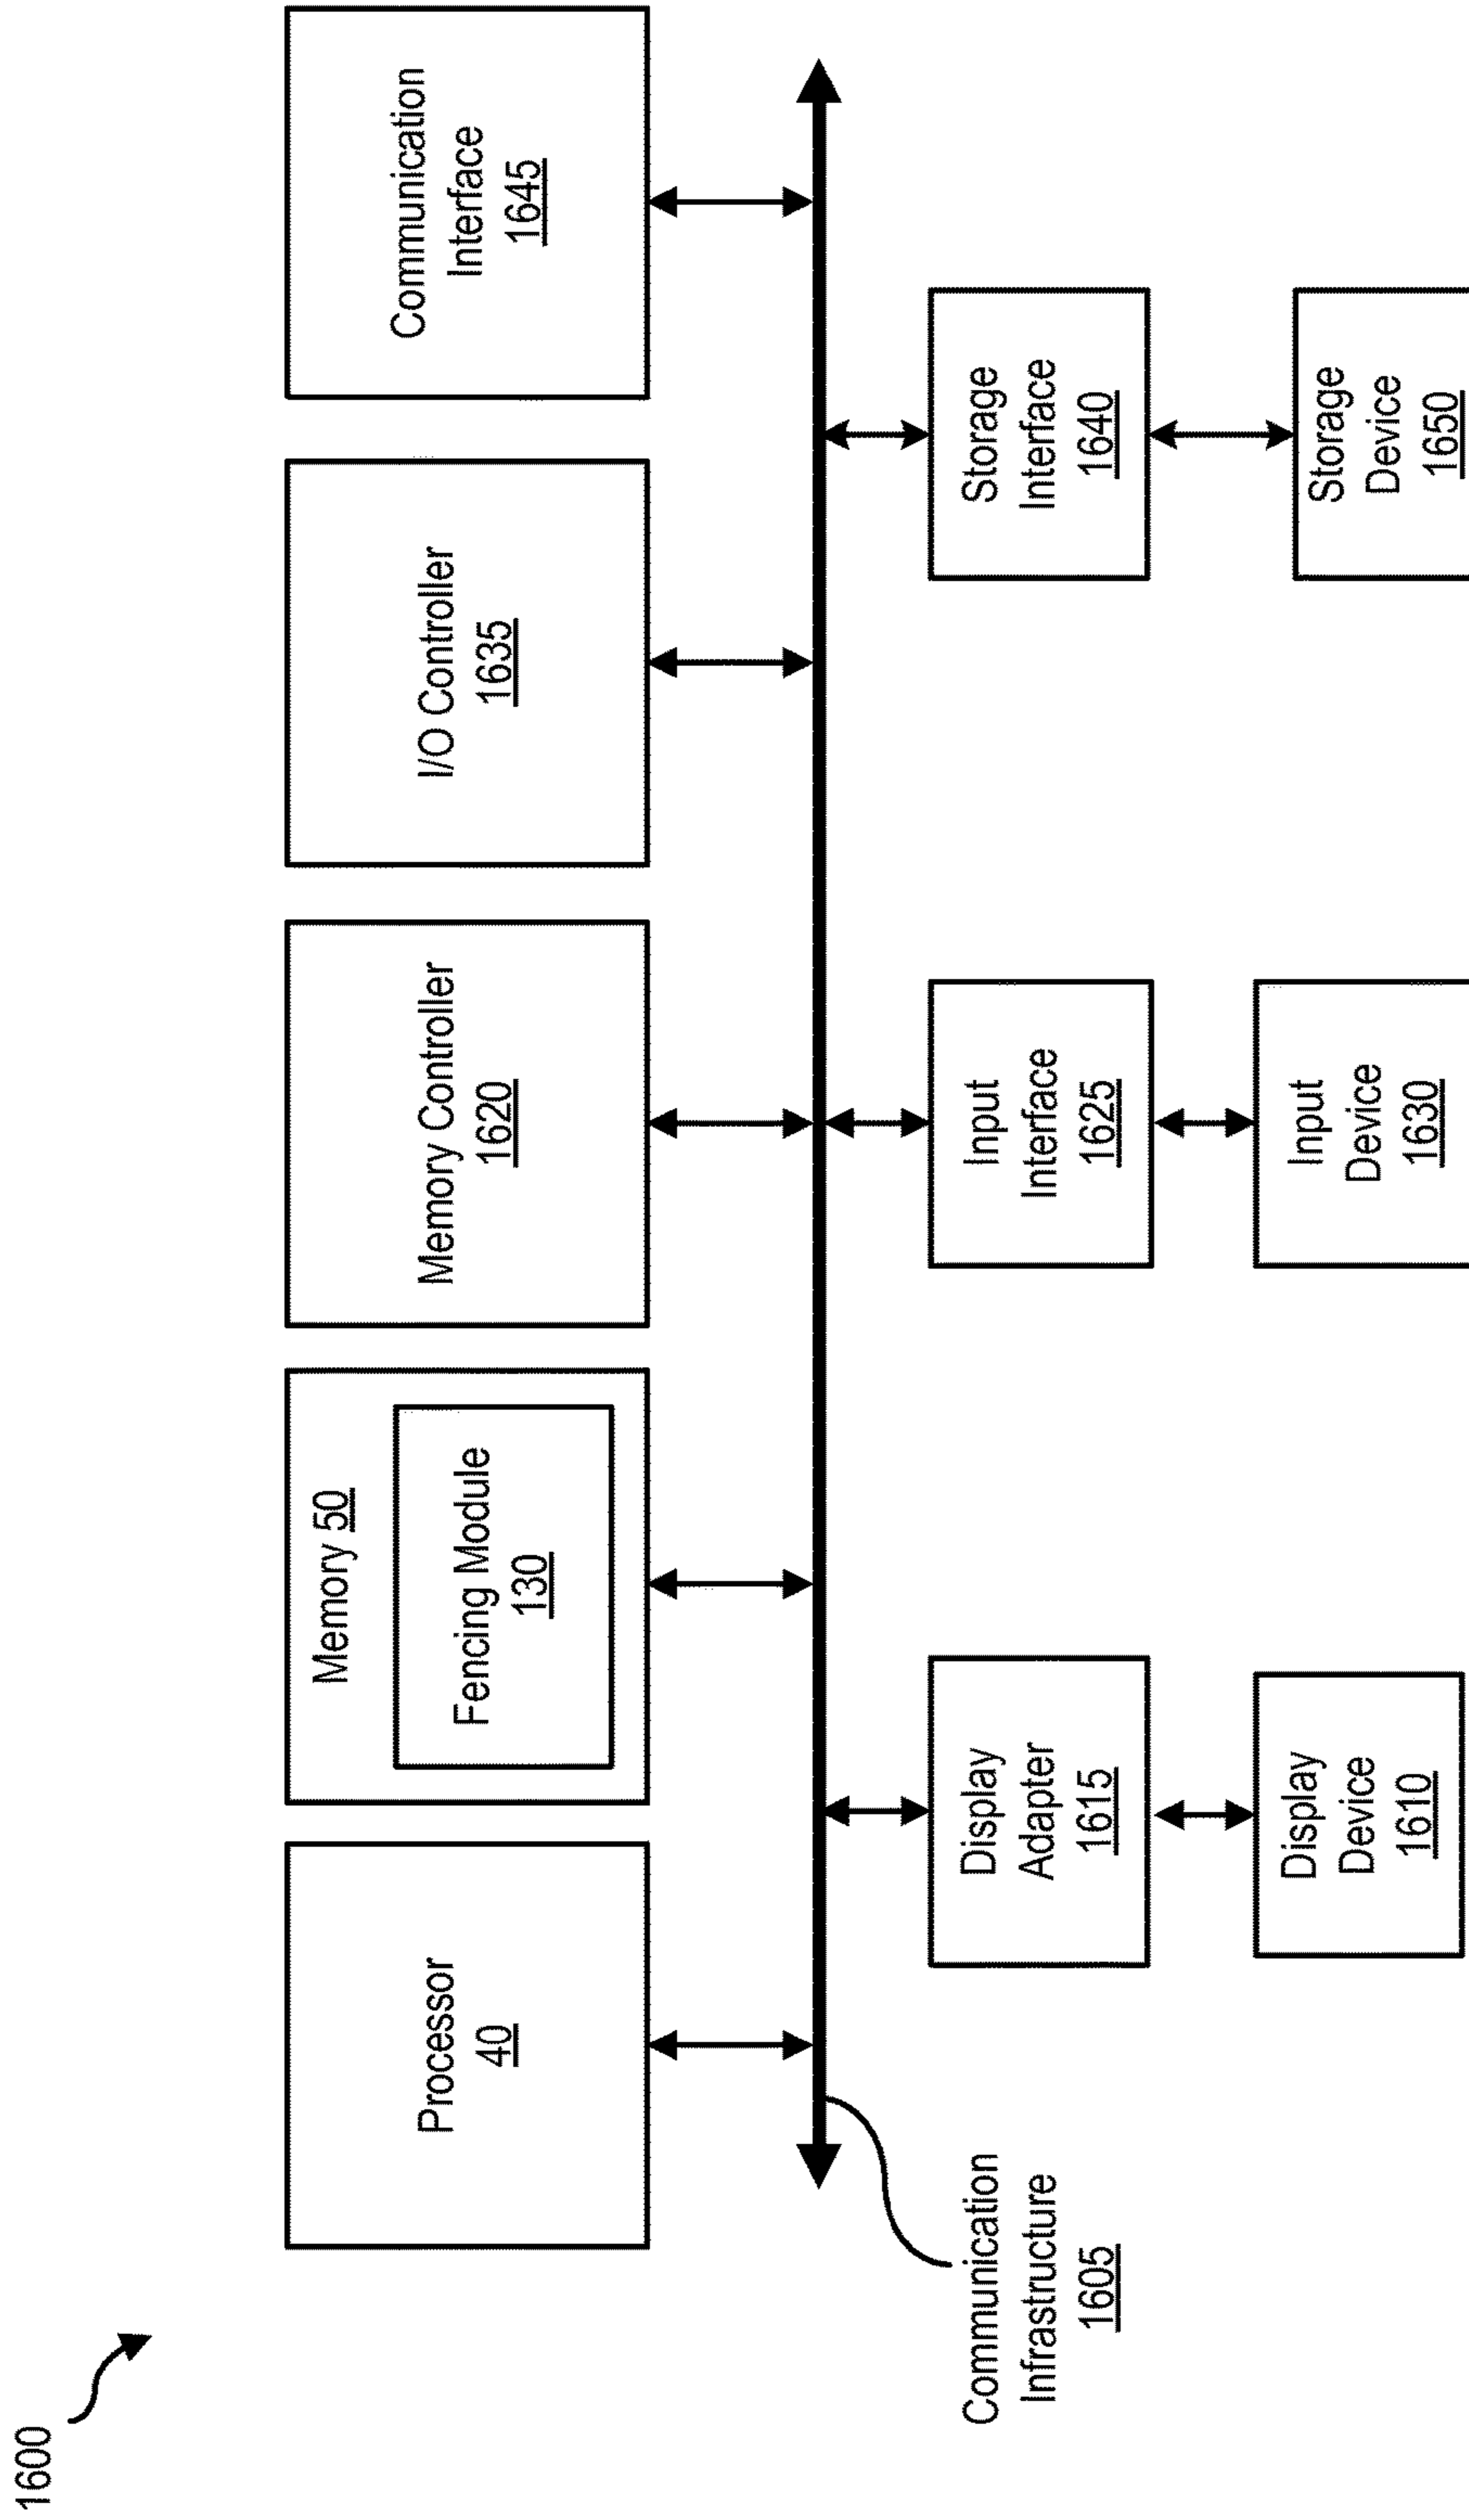 1600
Processor
40
Memory 50
Fencing Module
130
Memory Controller
1620
I/O Controller
1635
Communication
Interface
1645
Communication
Infrastructure
1605
Display
Adapter
1615
Input
Interface
1625
Storage
Interface
1640
Display
Device
1610
Input
Device
1630
Storage
Device
1650